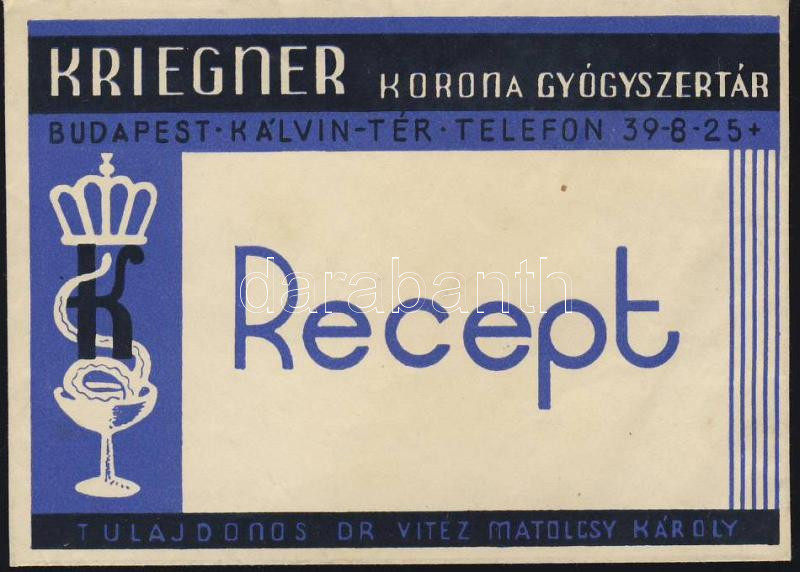 KRIEGNER KORONA GYÓGYSZERTÁR
BUDAPEST·KÁLVIN-TÉR·TELEFON 39-8-25+
K
Recept
darabanth
TULAJDONOS DR VITÉZ MATOLCSY KÁROLY